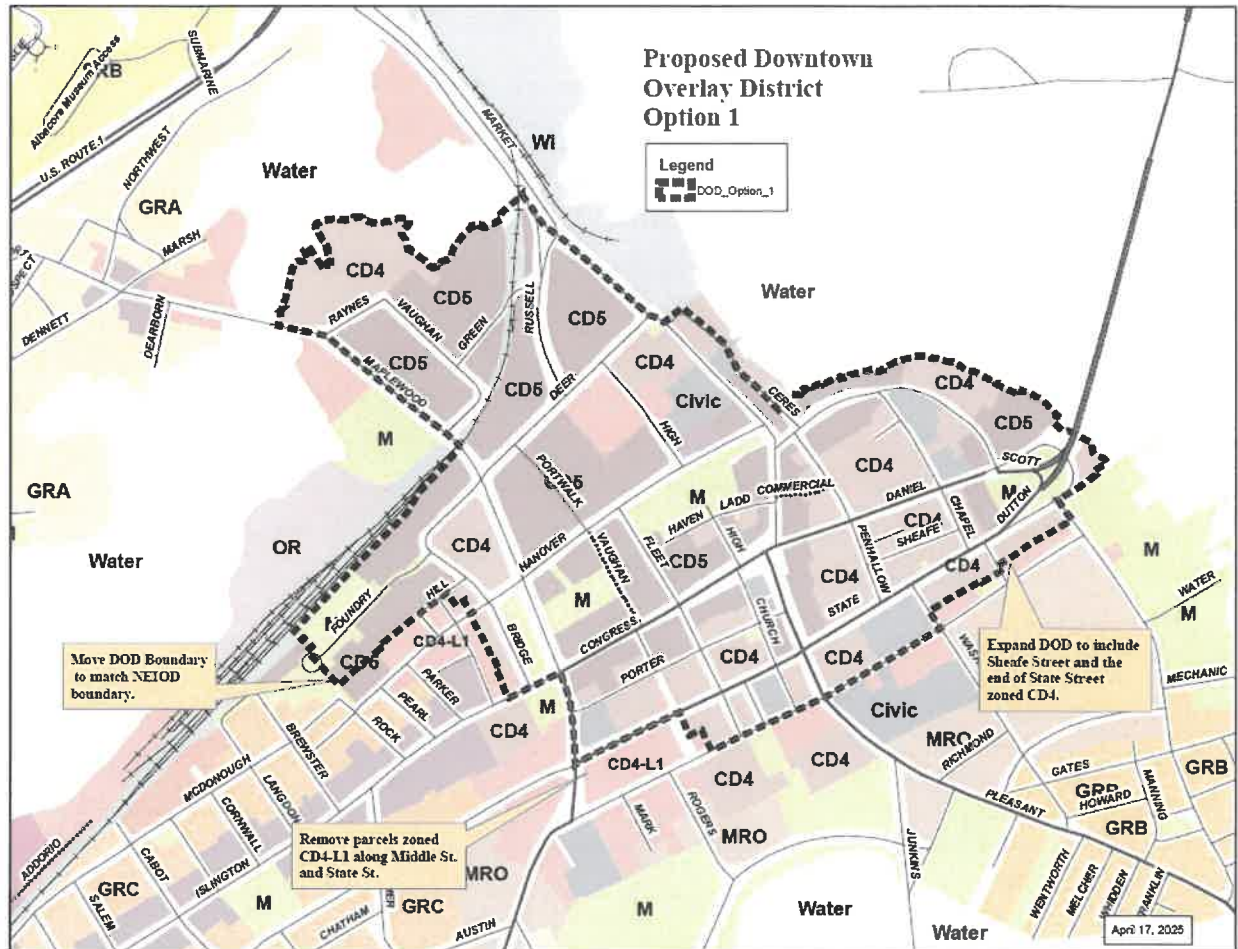 Proposed Downtown
Overlay District
Option 1
Legend
DOD_Option_1
Albacore Museum Access
RB
SUBMARINE
U.S. ROUTE 1
NORTHWEST
MARKET
Wi
Water
GRA
MARSH
DENNETT
DEARBORN
CD4
CD5
RAYNES
VAUGHAN
GREEN
RUSSELL
CD5
Water
CD5
MAPLEWOOD
CD5
DEER
CD4
Civic
HIGH
CERES
CD4
CD5
SCOTT
M
GRA
PORTWALK
M
HAVEN
LADD
COMMERCIAL
CD4
DANIEL
CHAPEL
M
DUTTON
Water
OR
CD4
HANOVER
VAUGHAN
FLEET
CD5
HIGH
PENHALLOW
CD4
SHEAFE
CD4
M
WATER
M
FOUNDRY
HILL
M
CONGRESS
CHURCH
CD4
STATE
Move DOD Boundary
to match NEIOD
boundary.
CD5
CD4-L1
BRIDGE
PORTER
CD4
CD4
Expand DOD to include
Sheafe Street and the
end of State Street
zoned CD4.
MECHANIC
PARKER
PEARL
ROCK
M
CD4
Civic
BREWSTER
MCDONOUGH
CD4-L1
CD4
CD4
MRO
RICHMOND
GATES
GRB
HOWARD
MANNING
GRB
GRB
LANGDON
CORNWALL
MARK
ROGERS
PLEASANT
Remove parcels zoned
CD4-L1 along Middle St.
and State St.
MRO
JUNKINS
ADDORIO
CABOT
ISLINGTON
GRC
SALEM
M
CHATHAM
GRC
MRO
AUSTIN
M
Water
Water
WENTWORTH
MELCHER
WHIDDEN
FRANKLIN
April 17, 2025